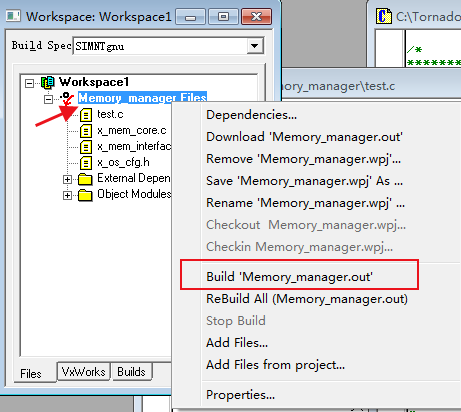 Workspace: Workspace1
C:\Tornado
Build Spec SIMNTgnu
/*
Workspace1
Memory_manager Files
emory_manager\test.c
test.c
x_mem_core.c
x_mem_interfac
x_os_cfg.h
External Depen
Object Modules
Dependencies...
Download 'Memory_manager.out'
Remove 'Memory_manager.wpj'...
Save 'Memory_manager.wpj' As ...
Rename 'Memory_manager.wpj' ...
Checkout Memory_manager.wpj...
Checkin Memory_manager.wpj...
Build 'Memory_manager.out'
ReBuild All (Memory_manager.out)
Stop Build
Add Files...
Add Files from project...
Properties...
Files VxWorks Builds